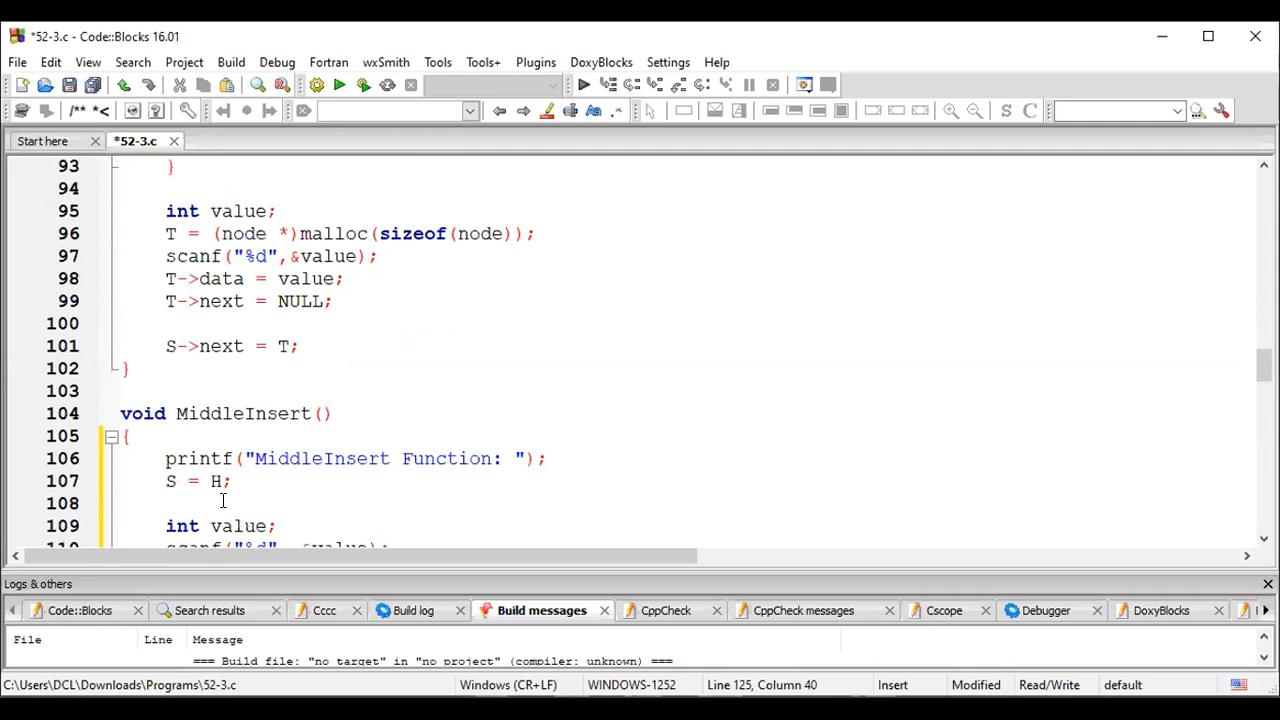 *52-3.c - Code::Blocks 16.01
File Edit View Search Project Build Debug Fortran wxSmith Tools Tools+ Plugins DoxyBlocks Settings Help
/** *<
S C
Start here *52-3.c
93 }
94
95 int value;
96 T = (node *)malloc(sizeof(node));
97 scanf("%d",&value);
98 T->data = value;
99 T->next = NULL;
100
101 S->next = T;
102 }
103
104 void MiddleInsert()
105 {
106 printf("MiddleInsert Function: ");
107 S = H;
108
109 int value;
110 scanf("%d", &value);
Logs & others
Code::Blocks Search results Cccc Build log Build messages CppCheck CppCheck messages Cscope Debugger DoxyBlocks
File Line Message
=== Build file: "no target" in "no project" (compiler: unknown) ===
C:\Users\DCL\Downloads\Programs\52-3.c Windows (CR+LF) WINDOWS-1252 Line 125, Column 40 Insert Modified Read/Write default